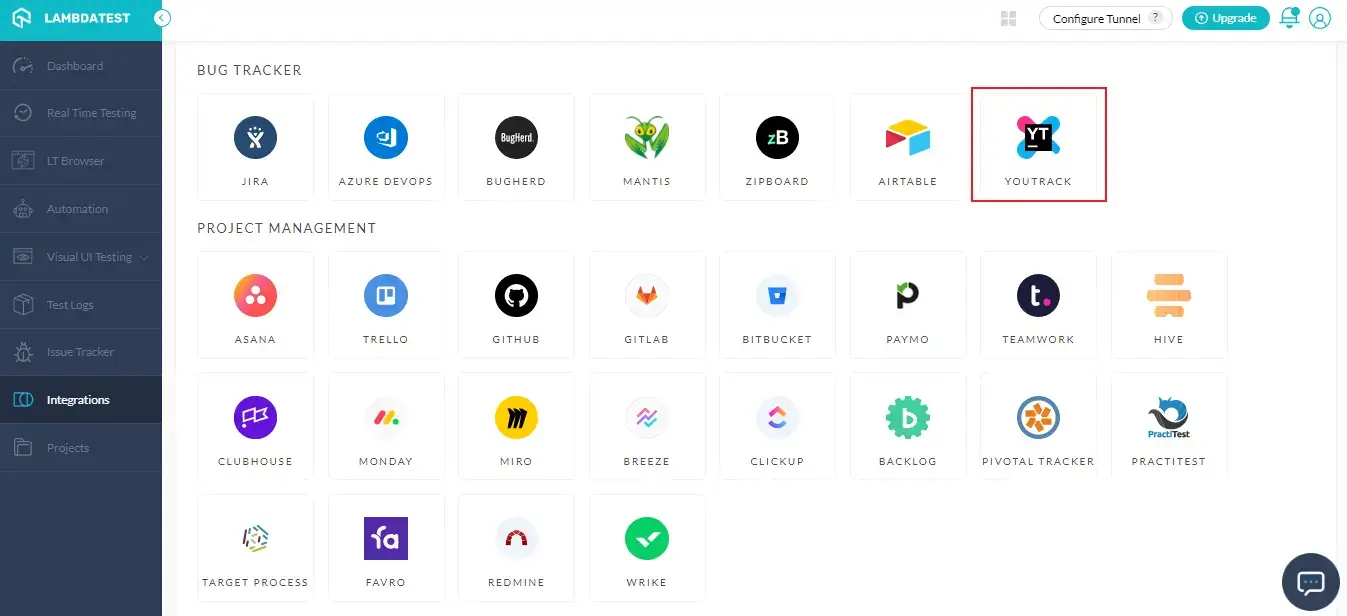 LAMBDATEST
Configure Tunnel ?
Upgrade
Dashboard
Real Time Testing
LT Browser
Automation
Visual UI Testing
Test Logs
Issue Tracker
Integrations
Projects
BUG TRACKER
BugHerd.
zB
YT
JIRA
AZURE DEVOPS
BUGHERD
MANTIS
ZIPBOARD
AIRTABLE
YOUTRACK
PROJECT MANAGEMENT
t.
ASANA
TRELLO
GITHUB
GITLAB
BITBUCKET
PAYMO
TEAMWORK
HIVE
b
PractiTest
CLUBHOUSE
MONDAY
MIRO
BREEZE
CLICKUP
BACKLOG
PIVOTAL TRACKER
PRACTITEST
fa
TARGET PROCESS
FAVRO
REDMINE
WRIKE